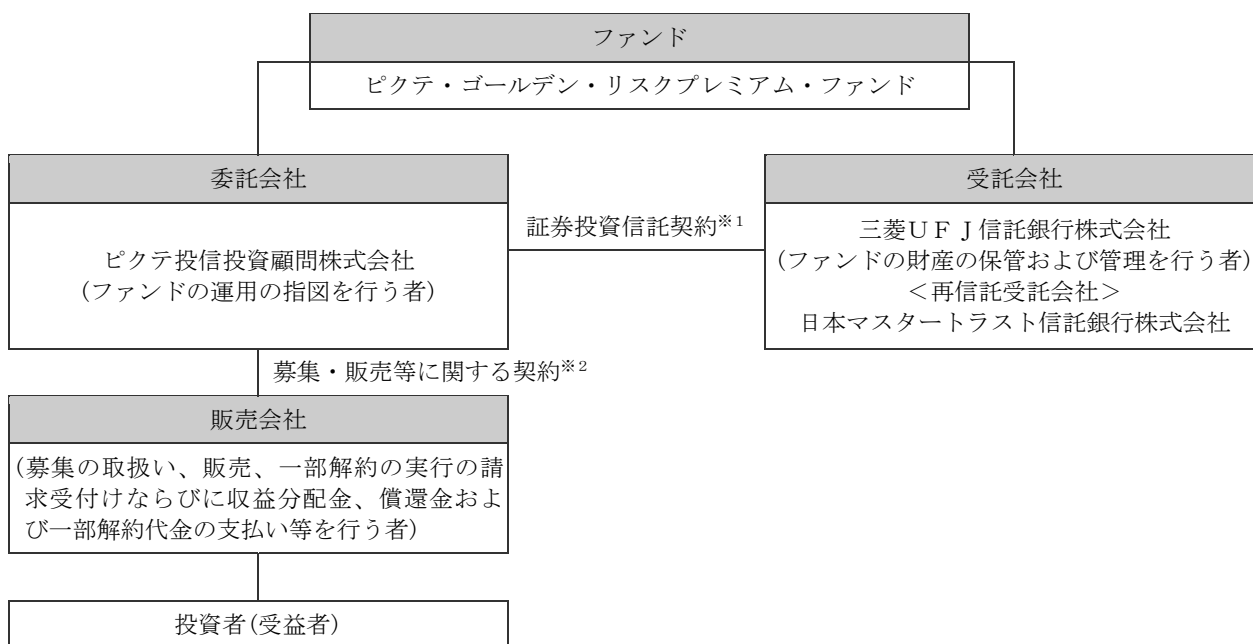 ファンド
ピクテ・ゴールデン・リスクプレミアム・ファンド
委託会社
ピクテ投信投資顧問株式会社
(ファンドの運用の指図を行う者)
証券投資信託契約※1
受託会社
三菱UFJ信託銀行株式会社
(ファンドの財産の保管および管理を行う者)
<再信託受託会社>
日本マスタートラスト信託銀行株式会社
募集・販売等に関する契約※2
販売会社
(募集の取扱い、販売、一部解約の実行の請
求受付けならびに収益分配金、償還金およ
び一部解約代金の支払い等を行う者)
投資者(受益者)